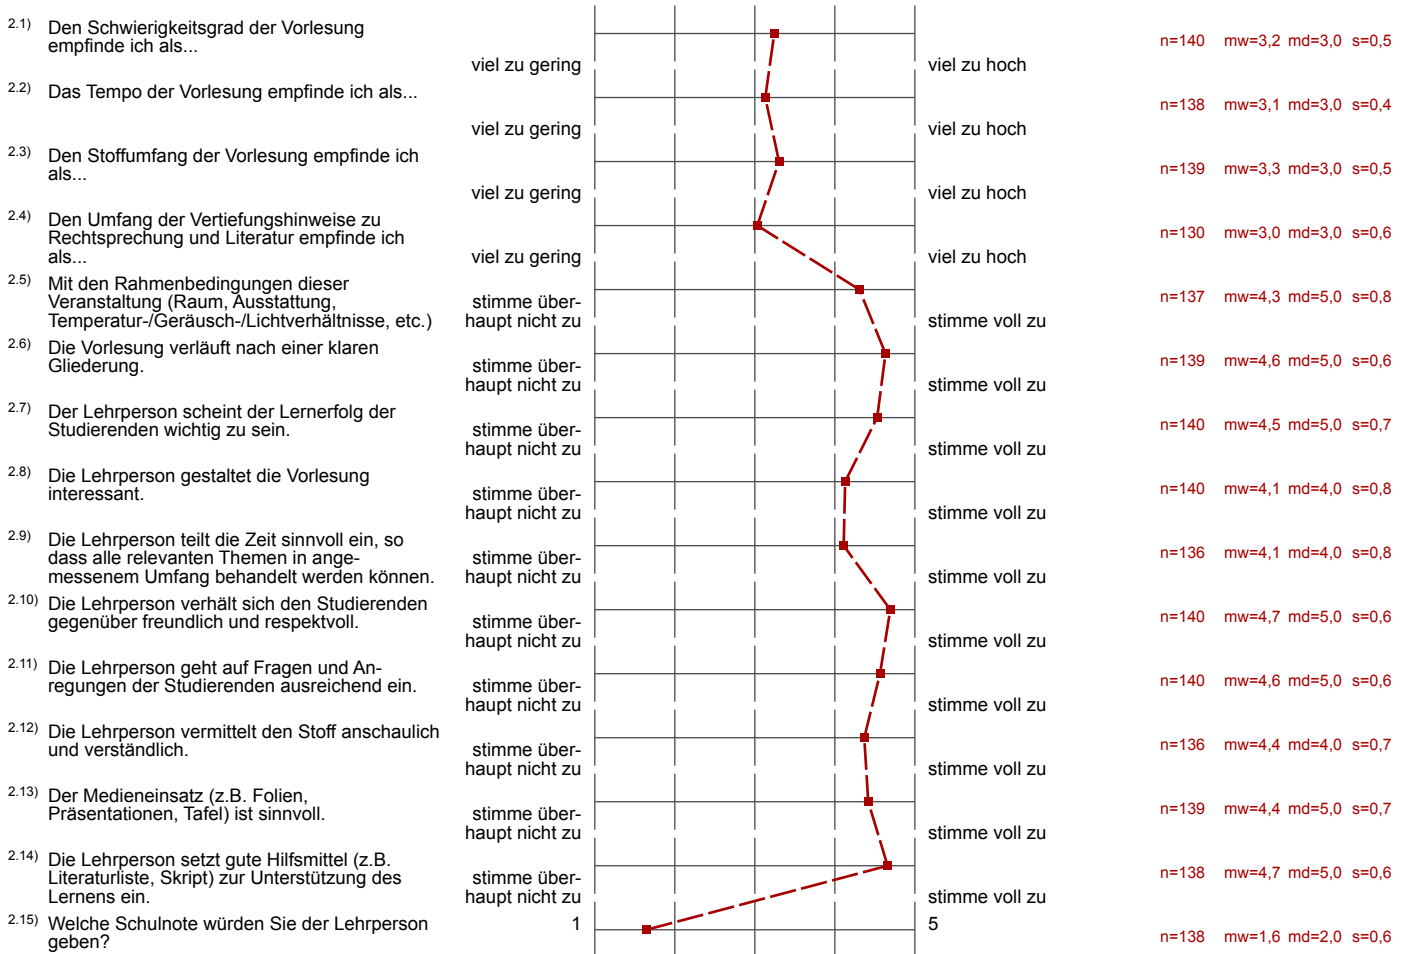 2.1) Den Schwierigkeitsgrad der Vorlesung
empfinde ich als...
viel zu gering viel zu hoch
n=140 mw=3,2 md=3,0 s=0,5
2.2) Das Tempo der Vorlesung empfinde ich als...
viel zu gering viel zu hoch
n=138 mw=3,1 md=3,0 s=0,4
2.3) Den Stoffumfang der Vorlesung empfinde ich
als...
viel zu gering viel zu hoch
n=139 mw=3,3 md=3,0 s=0,5
2.4) Den Umfang der Vertiefungshinweise zu
Rechtsprechung und Literatur empfinde ich
als...
viel zu gering viel zu hoch
n=130 mw=3,0 md=3,0 s=0,6
2.5) Mit den Rahmenbedingungen dieser
Veranstaltung (Raum, Ausstattung,
Temperatur-/Geräusch-/Lichtverhältnisse, etc.)
stimme über-
haupt nicht zu stimme voll zu
n=137 mw=4,3 md=5,0 s=0,8
2.6) Die Vorlesung verläuft nach einer klaren
Gliederung.
stimme über-
haupt nicht zu stimme voll zu
n=139 mw=4,6 md=5,0 s=0,6
2.7) Der Lehrperson scheint der Lernerfolg der
Studierenden wichtig zu sein.
stimme über-
haupt nicht zu stimme voll zu
n=140 mw=4,5 md=5,0 s=0,7
2.8) Die Lehrperson gestaltet die Vorlesung
interessant.
stimme über-
haupt nicht zu stimme voll zu
n=140 mw=4,1 md=4,0 s=0,8
2.9) Die Lehrperson teilt die Zeit sinnvoll ein, so
dass alle relevanten Themen in ange-
messenem Umfang behandelt werden können.
stimme über-
haupt nicht zu stimme voll zu
n=136 mw=4,1 md=4,0 s=0,8
2.10) Die Lehrperson verhält sich den Studierenden
gegenüber freundlich und respektvoll.
stimme über-
haupt nicht zu stimme voll zu
n=140 mw=4,7 md=5,0 s=0,6
2.11) Die Lehrperson geht auf Fragen und An-
regungen der Studierenden ausreichend ein.
stimme über-
haupt nicht zu stimme voll zu
n=140 mw=4,6 md=5,0 s=0,6
2.12) Die Lehrperson vermittelt den Stoff anschaulich
und verständlich.
stimme über-
haupt nicht zu stimme voll zu
n=136 mw=4,4 md=4,0 s=0,7
2.13) Der Medieneinsatz (z.B. Folien,
Präsentationen, Tafel) ist sinnvoll.
stimme über-
haupt nicht zu stimme voll zu
n=139 mw=4,4 md=5,0 s=0,7
2.14) Die Lehrperson setzt gute Hilfsmittel (z.B.
Literaturliste, Skript) zur Unterstützung des
Lernens ein.
stimme über-
haupt nicht zu stimme voll zu
n=138 mw=4,7 md=5,0 s=0,6
2.15) Welche Schulnote würden Sie der Lehrperson
geben?
1 5
n=138 mw=1,6 md=2,0 s=0,6